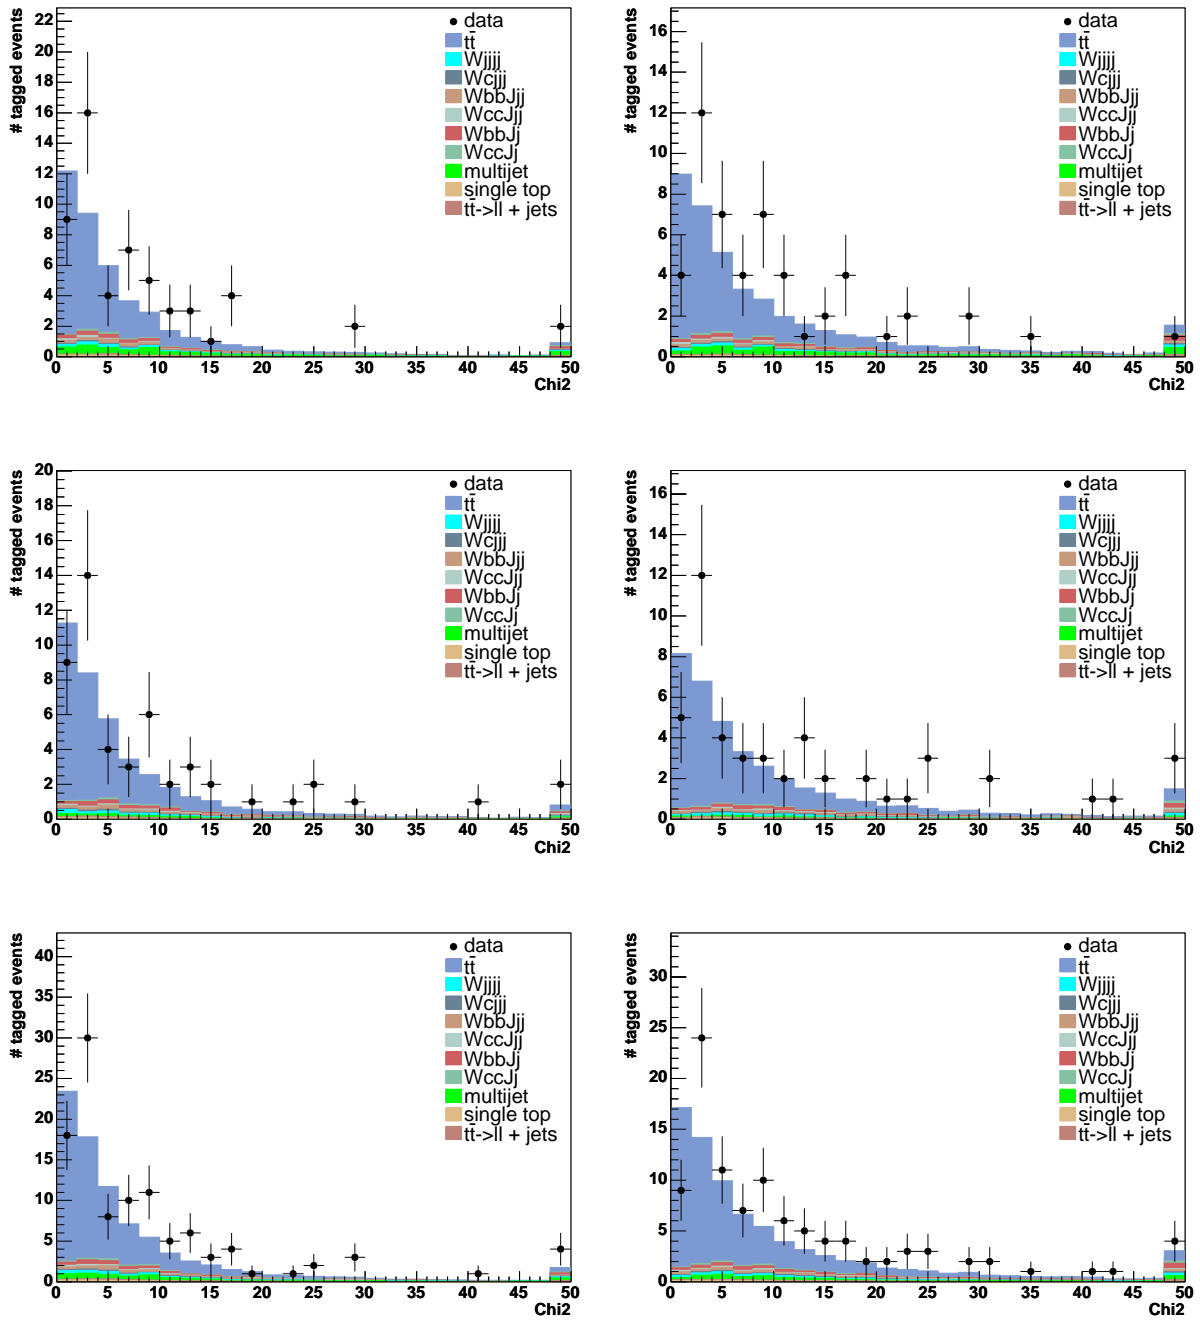 # tagged events
22
20
18
16
14
12
10
8
6
4
2
0
data
tt̄
Wjjjj
Wcjjj
WbbJjj
WccJjj
WbbJj
WccJj
multijet
single top
tt̄->ll + jets
0 5 10 15 20 25 30 35 40 45 50
Chi2
# tagged events
16
14
12
10
8
6
4
2
0
data
tt̄
Wjjjj
Wcjjj
WbbJjj
WccJjj
WbbJj
WccJj
multijet
single top
tt̄->ll + jets
0 5 10 15 20 25 30 35 40 45 50
Chi2
# tagged events
20
18
16
14
12
10
8
6
4
2
0
data
tt̄
Wjjjj
Wcjjj
WbbJjj
WccJjj
WbbJj
WccJj
multijet
single top
tt̄->ll + jets
0 5 10 15 20 25 30 35 40 45 50
Chi2
# tagged events
16
14
12
10
8
6
4
2
0
data
tt̄
Wjjjj
Wcjjj
WbbJjj
WccJjj
WbbJj
WccJj
multijet
single top
tt̄->ll + jets
0 5 10 15 20 25 30 35 40 45 50
Chi2
# tagged events
40
35
30
25
20
15
10
5
0
data
tt̄
Wjjjj
Wcjjj
WbbJjj
WccJjj
WbbJj
WccJj
multijet
single top
tt̄->ll + jets
0 5 10 15 20 25 30 35 40 45 50
Chi2
# tagged events
30
25
20
15
10
5
0
data
tt̄
Wjjjj
Wcjjj
WbbJjj
WccJjj
WbbJj
WccJj
multijet
single top
tt̄->ll + jets
0 5 10 15 20 25 30 35 40 45 50
Chi2